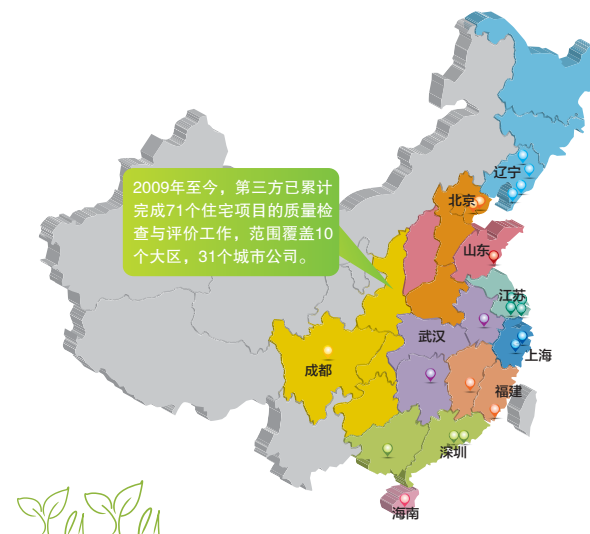 辽宁
2009年至今，第三方已累计
完成71个住宅项目的质量检
查与评价工作，范围覆盖10
个大区，31个城市公司。
北京
山东
江苏
武汉
上海
成都
福建
深圳
海南